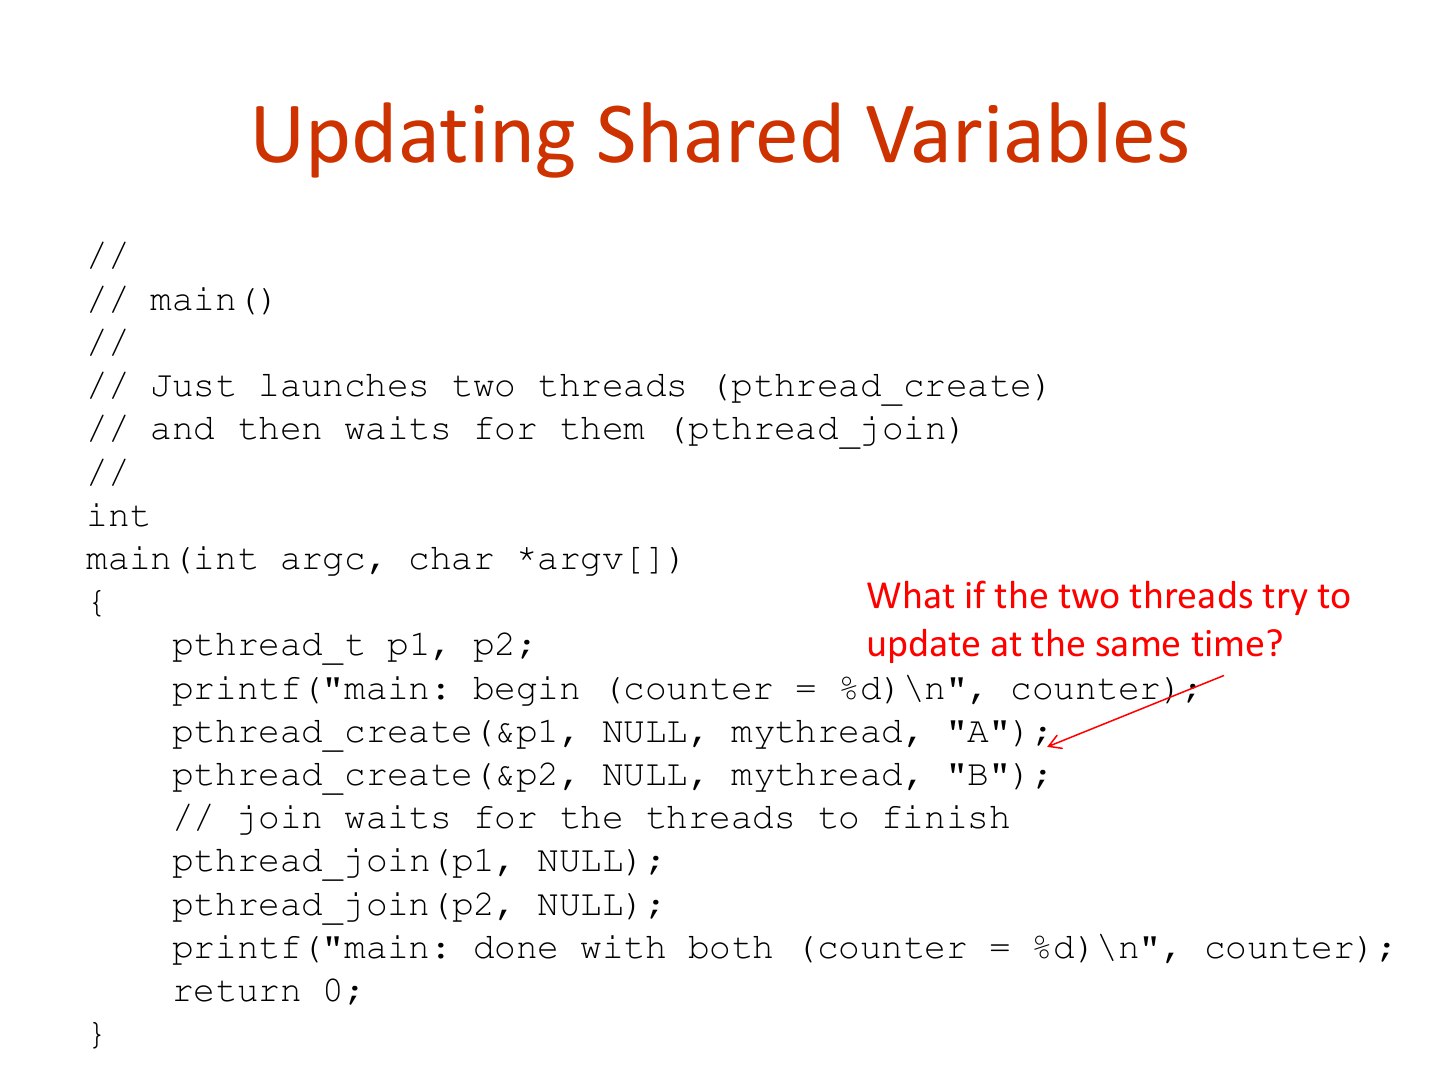 Updating Shared Variables
//
// main()
//
// Just launches two threads (pthread_create)
// and then waits for them (pthread_join)
//
int
main(int argc, char *argv[])
{
What if the two threads try to
update at the same time?
    pthread_t p1, p2;
    printf("main: begin (counter = %d)\n", counter);
    pthread_create(&p1, NULL, mythread, "A");
    pthread_create(&p2, NULL, mythread, "B");
    // join waits for the threads to finish
    pthread_join(p1, NULL);
    pthread_join(p2, NULL);
    printf("main: done with both (counter = %d)\n", counter);
    return 0;
}